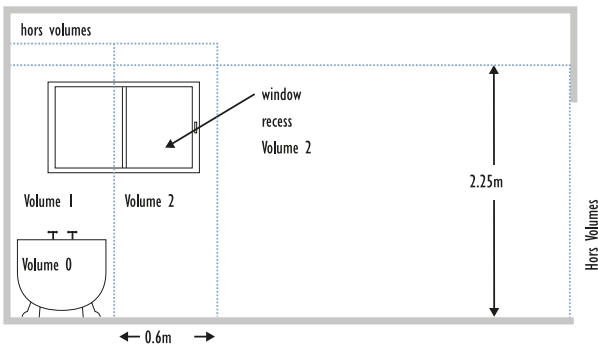 hors volumes
window
recess
Volume 2
2.25m
Volume 1 Volume 2
Hors Volumes
Volume 0
0.6m